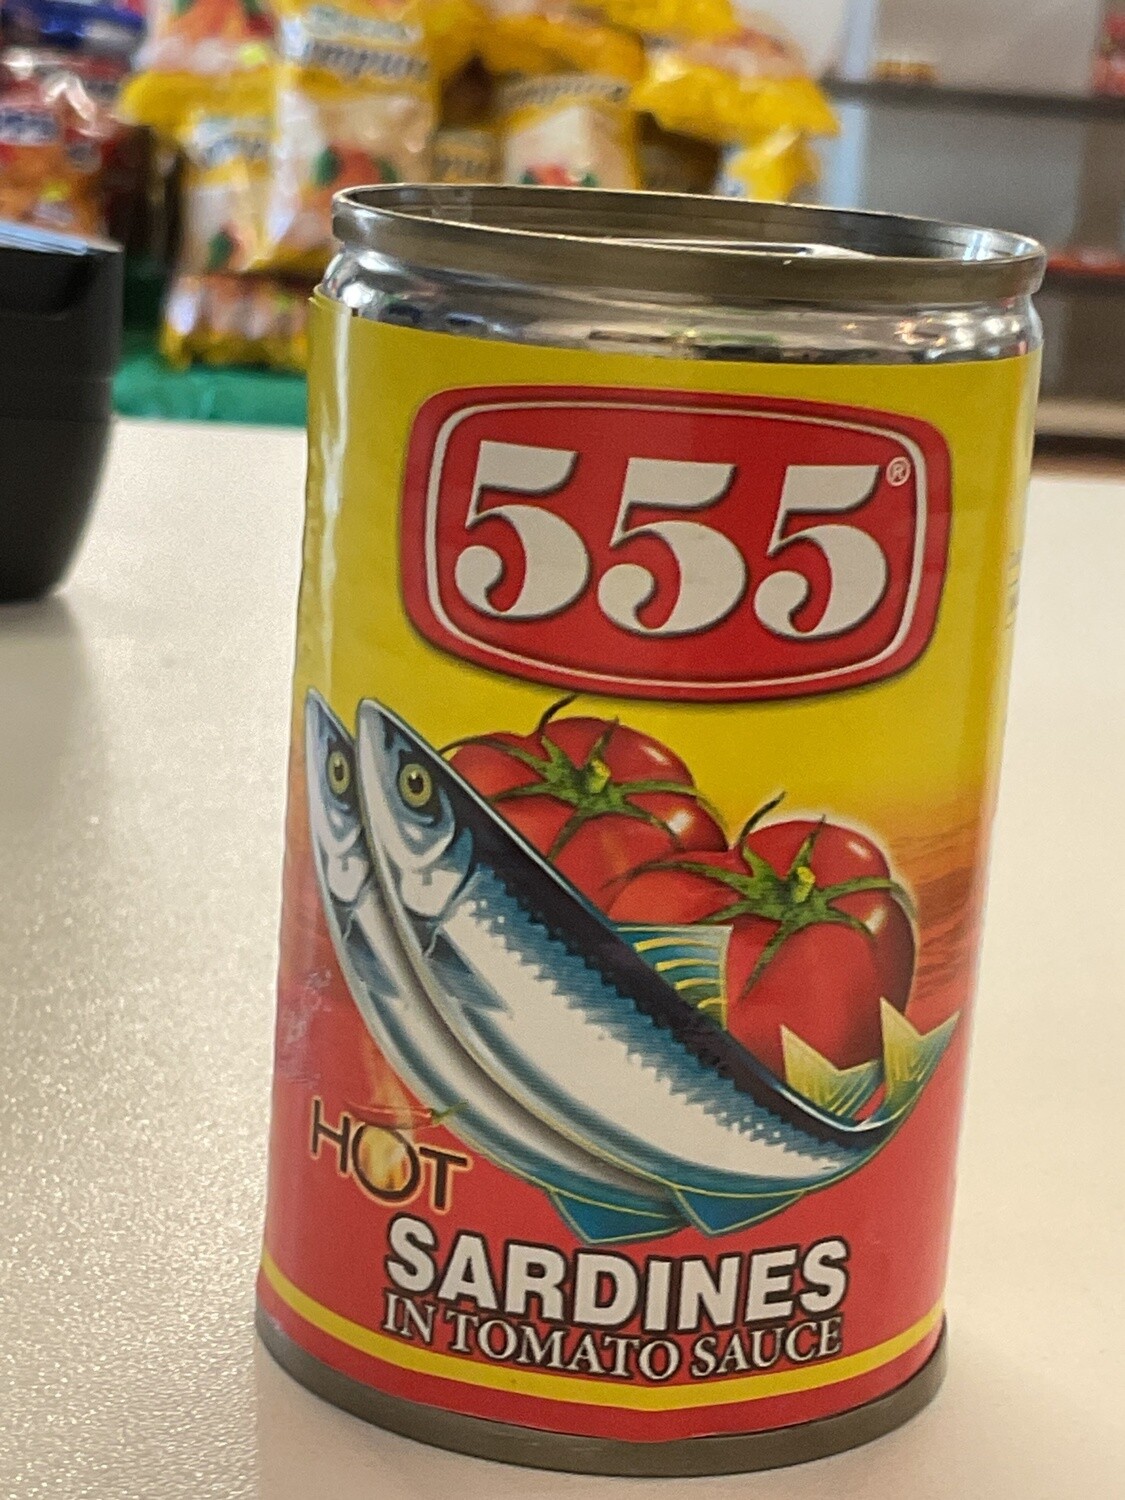 555®
HOT
SARDINES
IN TOMATO SAUCE